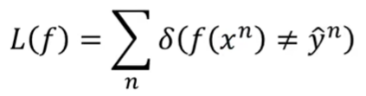 L(f) = ∑ₙ δ(f(xⁿ) ≠ ŷⁿ)